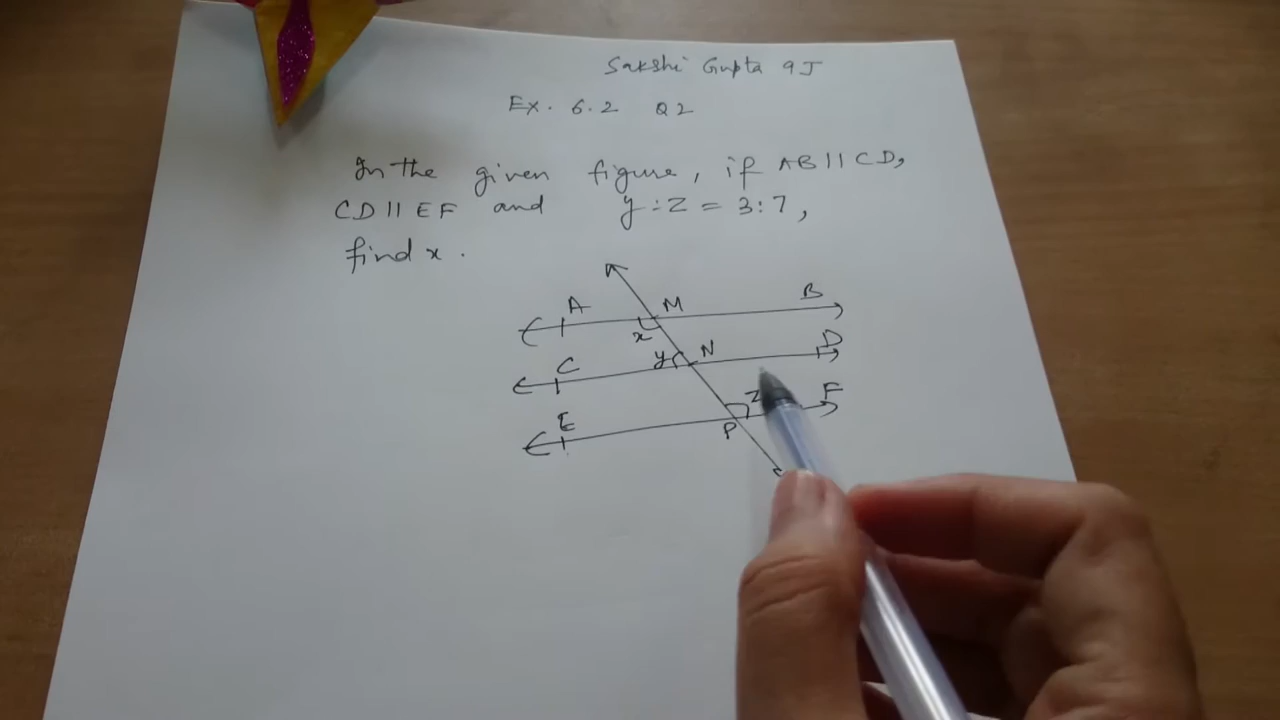 Sakshi Gupta 9J
Ex. 6.2 Q2
In the given figure, if AB||CD,
CD||EF and y:z = 3:7,
find x.
A M B
x
y N D
C
z F
E
P